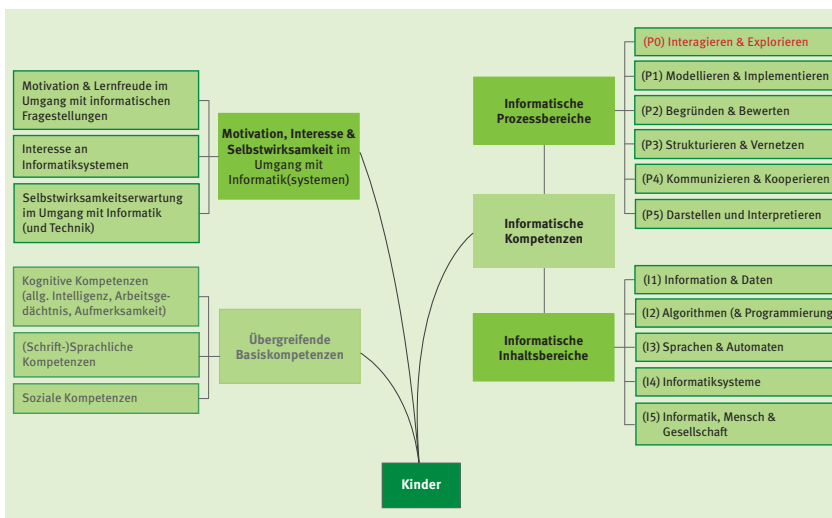 Motivation & Lernfreude im
Umgang mit informatischen
Fragestellungen
Interesse an
Informatiksystemen
Selbstwirksamkeitserwartung
im Umgang mit Informatik
(und Technik)
Motivation, Interesse &
Selbstwirksamkeit im
Umgang mit
Informatik(systemen)
Kognitive Kompetenzen
(allg. Intelligenz, Arbeitsge-
dächtnis, Aufmerksamkeit)
(Schrift-)Sprachliche
Kompetenzen
Soziale Kompetenzen
Übergreifende
Basiskompetenzen
Informatische
Prozessbereiche
(P0) Interagieren & Explorieren
(P1) Modellieren & Implementieren
(P2) Begründen & Bewerten
(P3) Strukturieren & Vernetzen
(P4) Kommunizieren & Kooperieren
(P5) Darstellen und Interpretieren
Informatische
Kompetenzen
Informatische
Inhaltsbereiche
(I1) Information & Daten
(I2) Algorithmen (& Programmierung
(I3) Sprachen & Automaten
(I4) Informatiksysteme
(I5) Informatik, Mensch &
Gesellschaft
Kinder